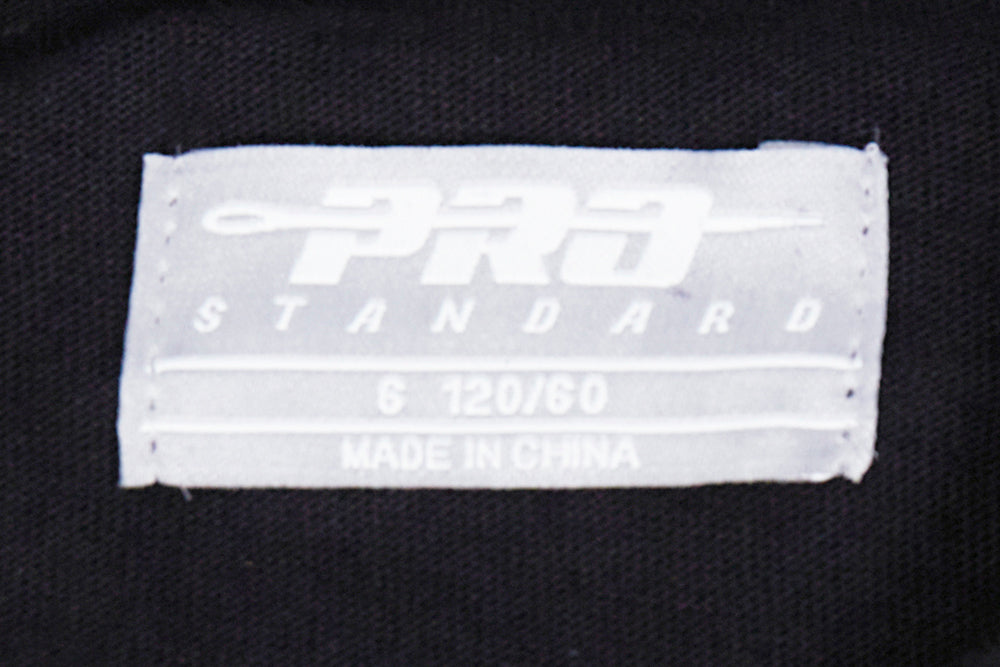 PRO
STANDARD
6 120/60
MADE IN CHINA